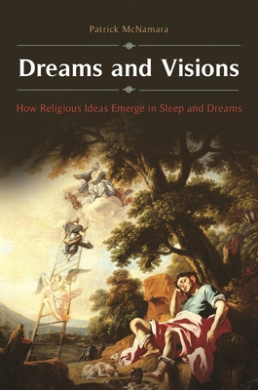 Patrick McNamara
Dreams and Visions
How Religious Ideas Emerge in Sleep and Dreams